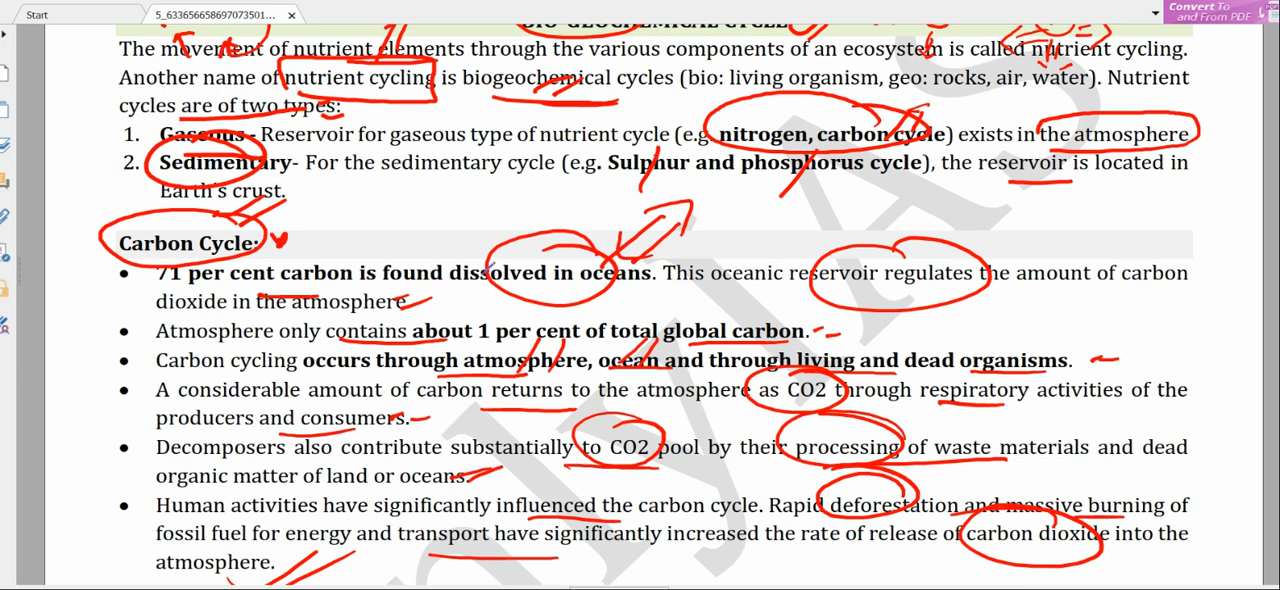 Start
5_633656658697073501...
Convert To
and From PDF
BIO GEOCHEMICAL CYCLE
The movement of nutrient elements through the various components of an ecosystem is called nutrient cycling.
Another name of nutrient cycling is biogeochemical cycles (bio: living organism, geo: rocks, air, water). Nutrient
cycles are of two types:
1. Gaseous- Reservoir for gaseous type of nutrient cycle (e.g. nitrogen, carbon cycle) exists in the atmosphere
2. Sedimentary- For the sedimentary cycle (e.g. Sulphur and phosphorus cycle), the reservoir is located in
Earth's crust.
Carbon Cycle:
• 71 per cent carbon is found dissolved in oceans. This oceanic reservoir regulates the amount of carbon
dioxide in the atmosphere
• Atmosphere only contains about 1 per cent of total global carbon.
• Carbon cycling occurs through atmosphere, ocean and through living and dead organisms.
• A considerable amount of carbon returns to the atmosphere as CO2 through respiratory activities of the
producers and consumers.
• Decomposers also contribute substantially to CO2 pool by their processing of waste materials and dead
organic matter of land or oceans.
• Human activities have significantly influenced the carbon cycle. Rapid deforestation and massive burning of
fossil fuel for energy and transport have significantly increased the rate of release of carbon dioxide into the
atmosphere.